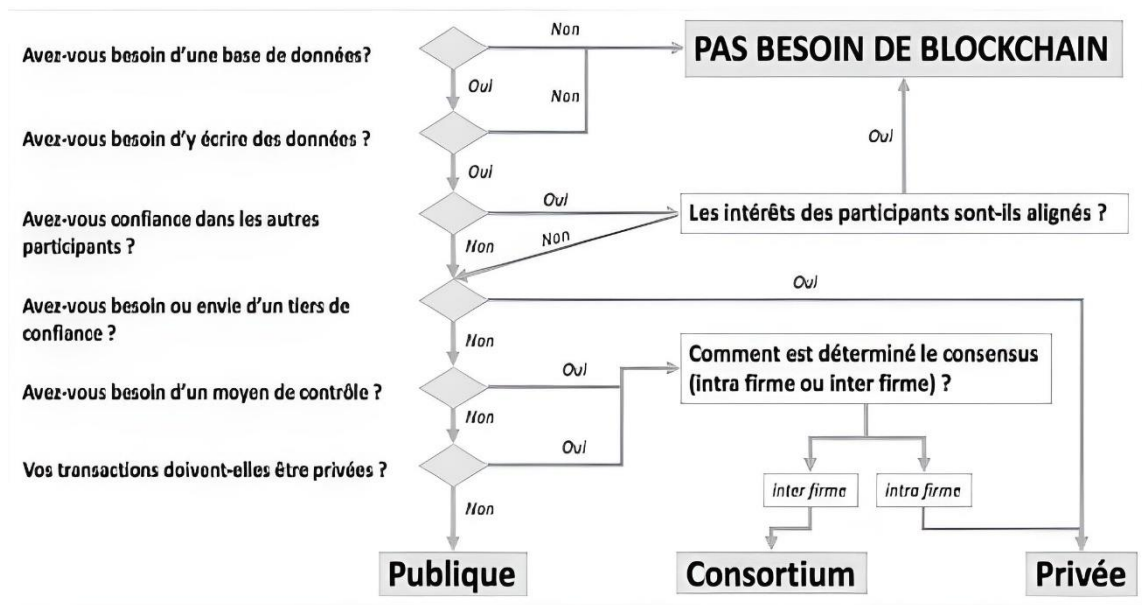 Avez-vous besoin d'une base de données?
Non
PAS BESOIN DE BLOCKCHAIN
Oui
Non
Avez-vous besoin d'y écrire des données ?
Oui
Oui
Avez-vous confiance dans les autres
participants ?
Oui
Les intérêts des participants sont-ils alignés ?
Non
Non
Avez-vous besoin ou envie d'un tiers de
confiance ?
Oui
Non
Comment est déterminé le consensus
(intra firme ou inter firme) ?
Avez-vous besoin d'un moyen de contrôle ?
Oui
Non
Vos transactions doivent-elles être privées ?
Oui
inter firme
intra firme
Non
Publique
Consortium
Privée